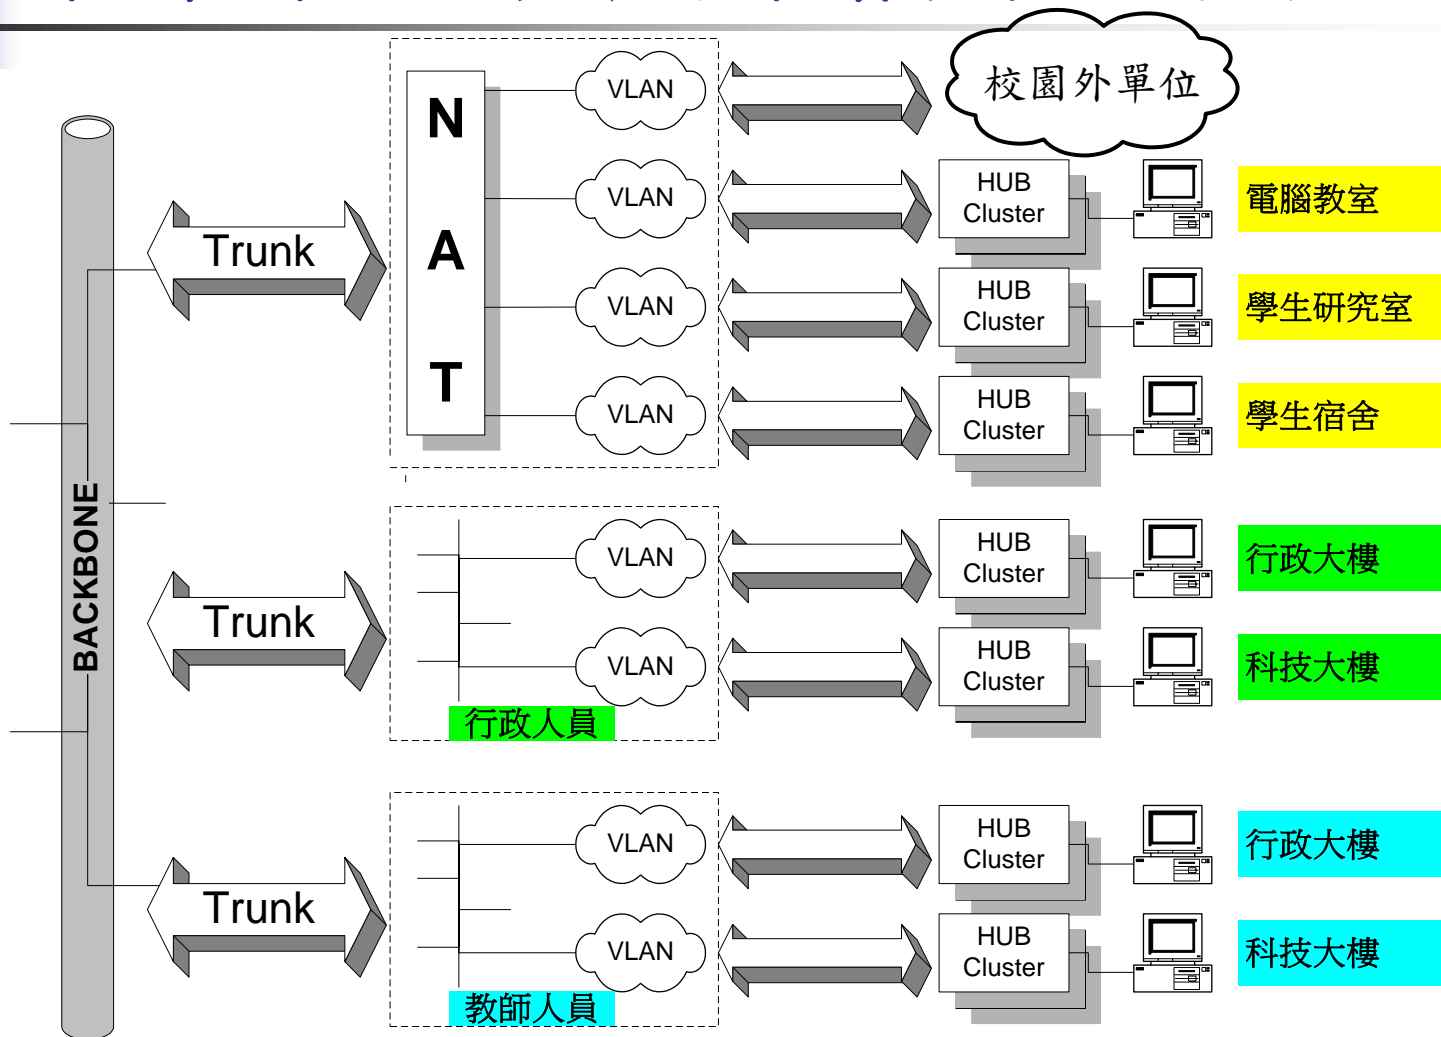 校園外單位
N
A
T
VLAN
VLAN
HUB
Cluster
電腦教室
Trunk
VLAN
HUB
Cluster
學生研究室
VLAN
HUB
Cluster
學生宿舍
BACKBONE
Trunk
VLAN
HUB
Cluster
行政大樓
VLAN
HUB
Cluster
科技大樓
行政人員
Trunk
VLAN
HUB
Cluster
行政大樓
VLAN
HUB
Cluster
科技大樓
教師人員